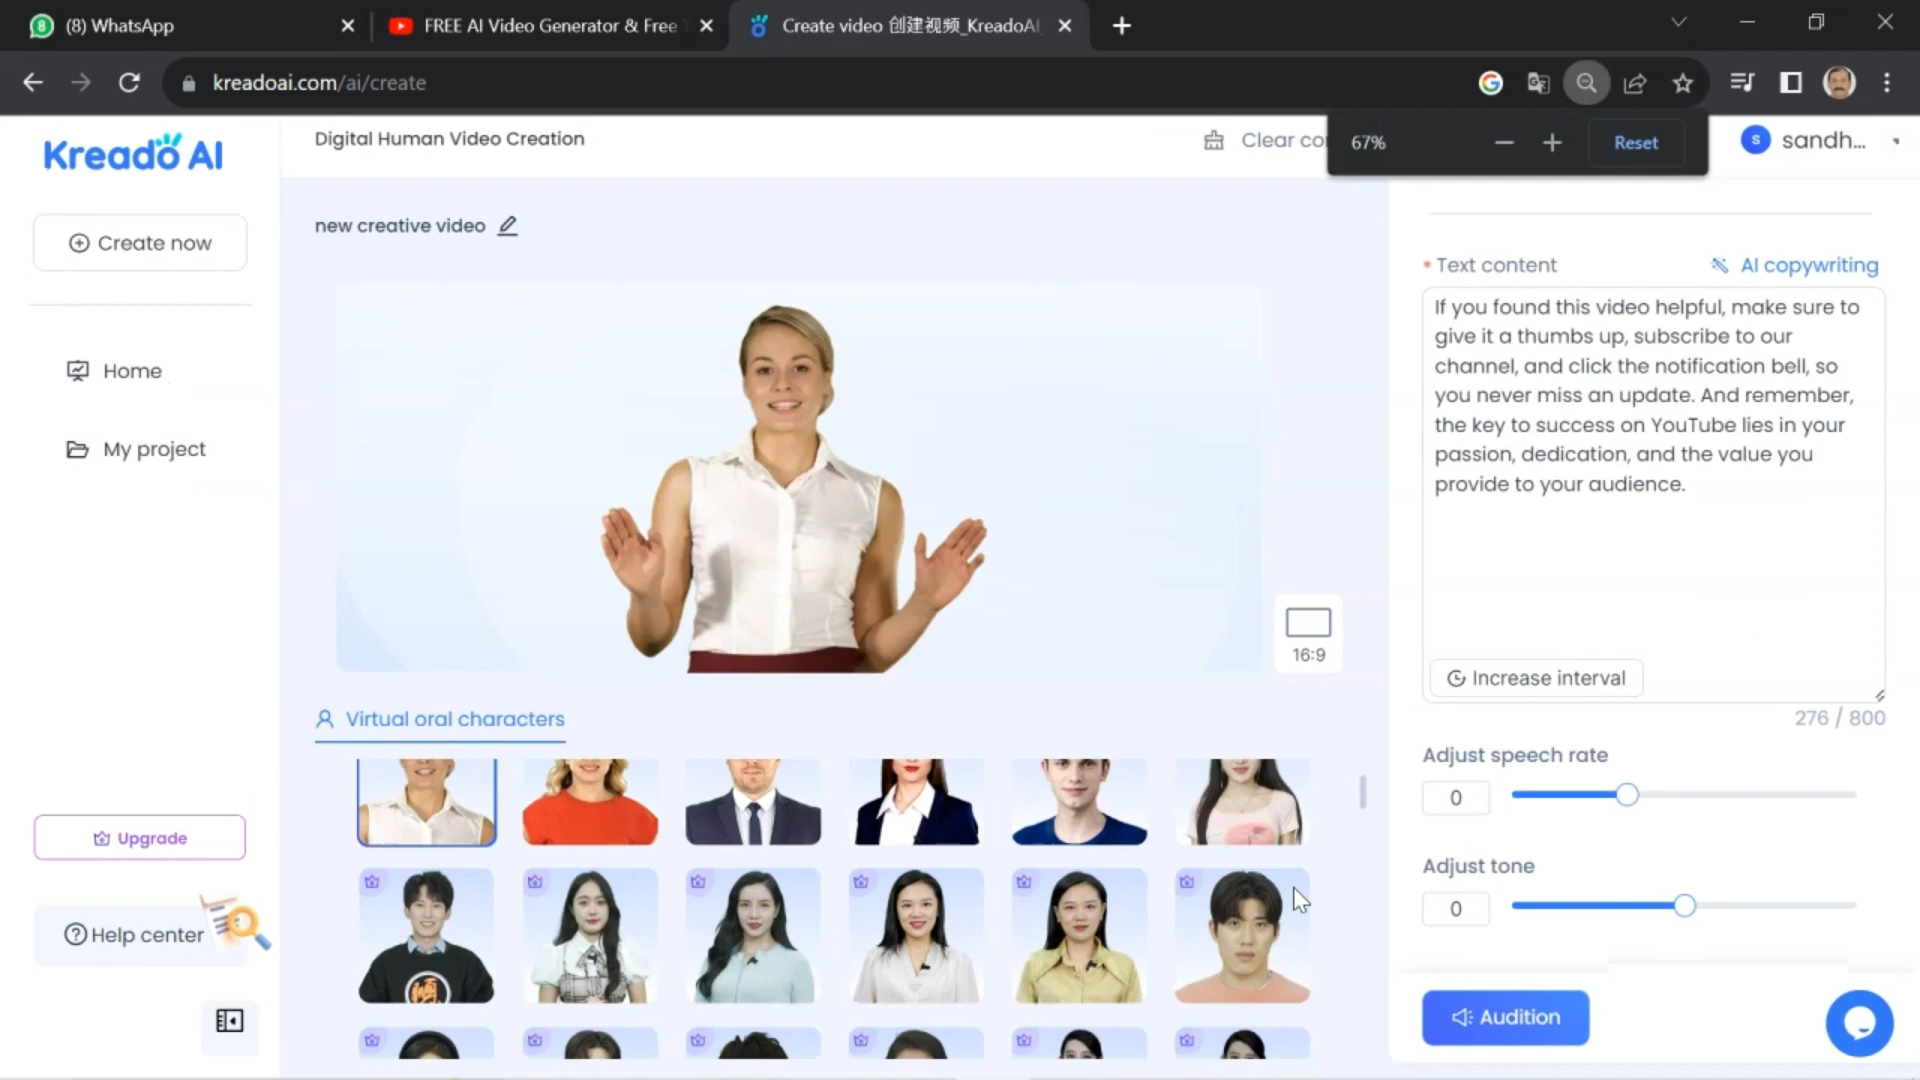 (8) WhatsApp
FREE AI Video Generator & Free
Create video 创建视频_KreadoAI
kreadoai.com/ai/create
67%
Reset
Kreado AI
Digital Human Video Creation
Clear co
S
sandh...
Create now
new creative video
Home
My project
* Text content
AI copywriting
If you found this video helpful, make sure to
give it a thumbs up, subscribe to our
channel, and click the notification bell, so
you never miss an update. And remember,
the key to success on YouTube lies in your
passion, dedication, and the value you
provide to your audience.
Increase interval
276 / 800
16:9
Virtual oral characters
Adjust speech rate
0
Adjust tone
0
Upgrade
Help center
Audition